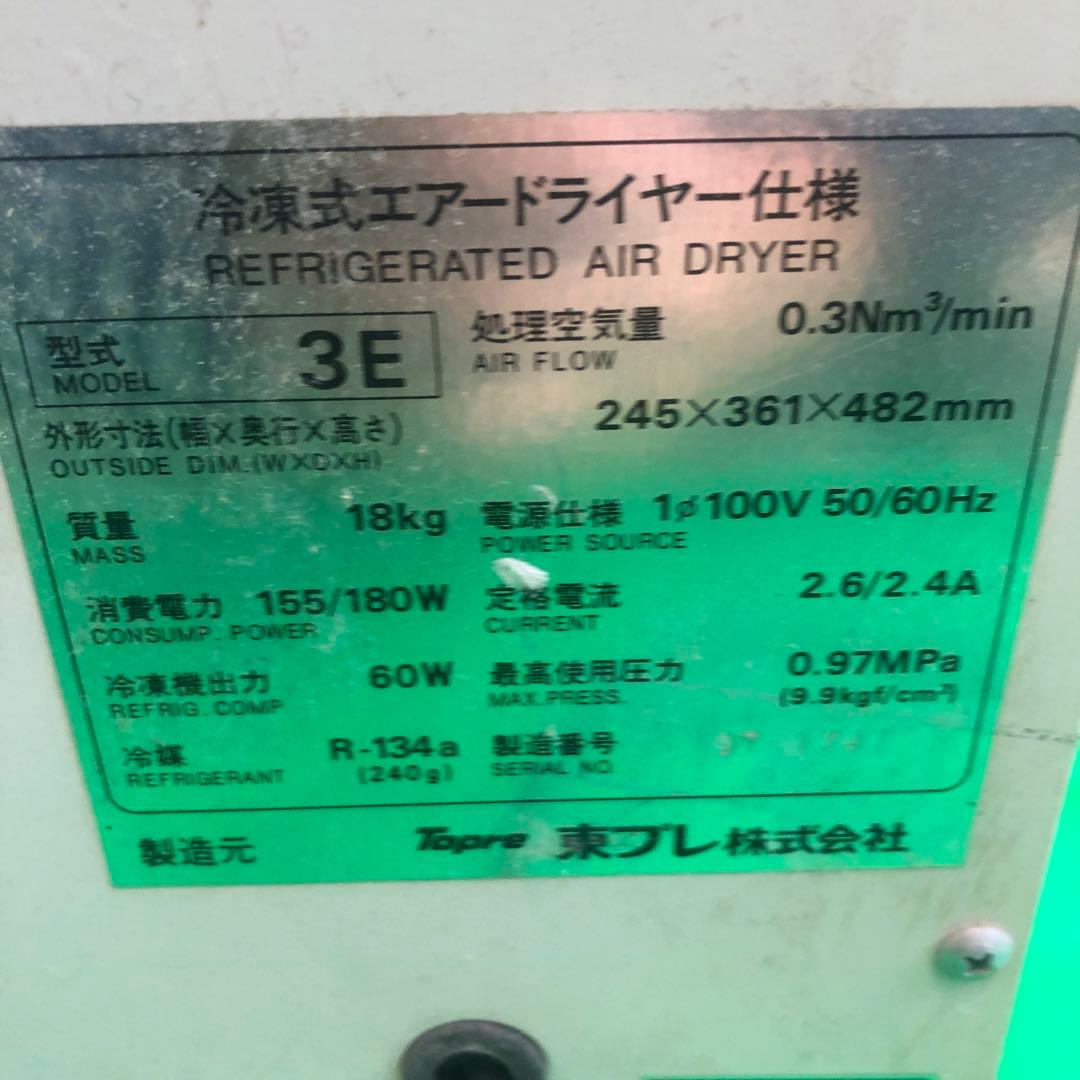 冷凍式エアードライヤー仕様
REFRIGERATED AIR DRYER
型式 3E 処理空気量 0.3Nm³/min
MODEL AIR FLOW
外形寸法(幅×奥行×高さ) 245×361×482mm
OUTSIDE DIM.(W×D×H)
質量 18kg 電源仕様 1φ100V 50/60Hz
MASS POWER SOURCE
消費電力 155/180W 定格電流 2.6/2.4A
CONSUMP. POWER CURRENT
冷凍機出力 60W 最高使用圧力 0.97MPa
REFRIG. COMP MAX.PRESS. (9.9kgf/cm²)
冷媒 R-134a 製造番号
REFRIGERANT (240g) SERIAL NO
製造元 Topre 東プレ株式会社